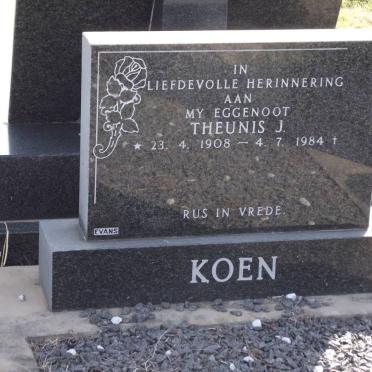 IN
LIEFDEVOLLE HERINNERING
AAN
MY EGGENOOT
THEUNIS J.
★ 23. 4. 1908 — 4. 7. 1984 †
RUS IN VREDE.
EVANS
KOEN